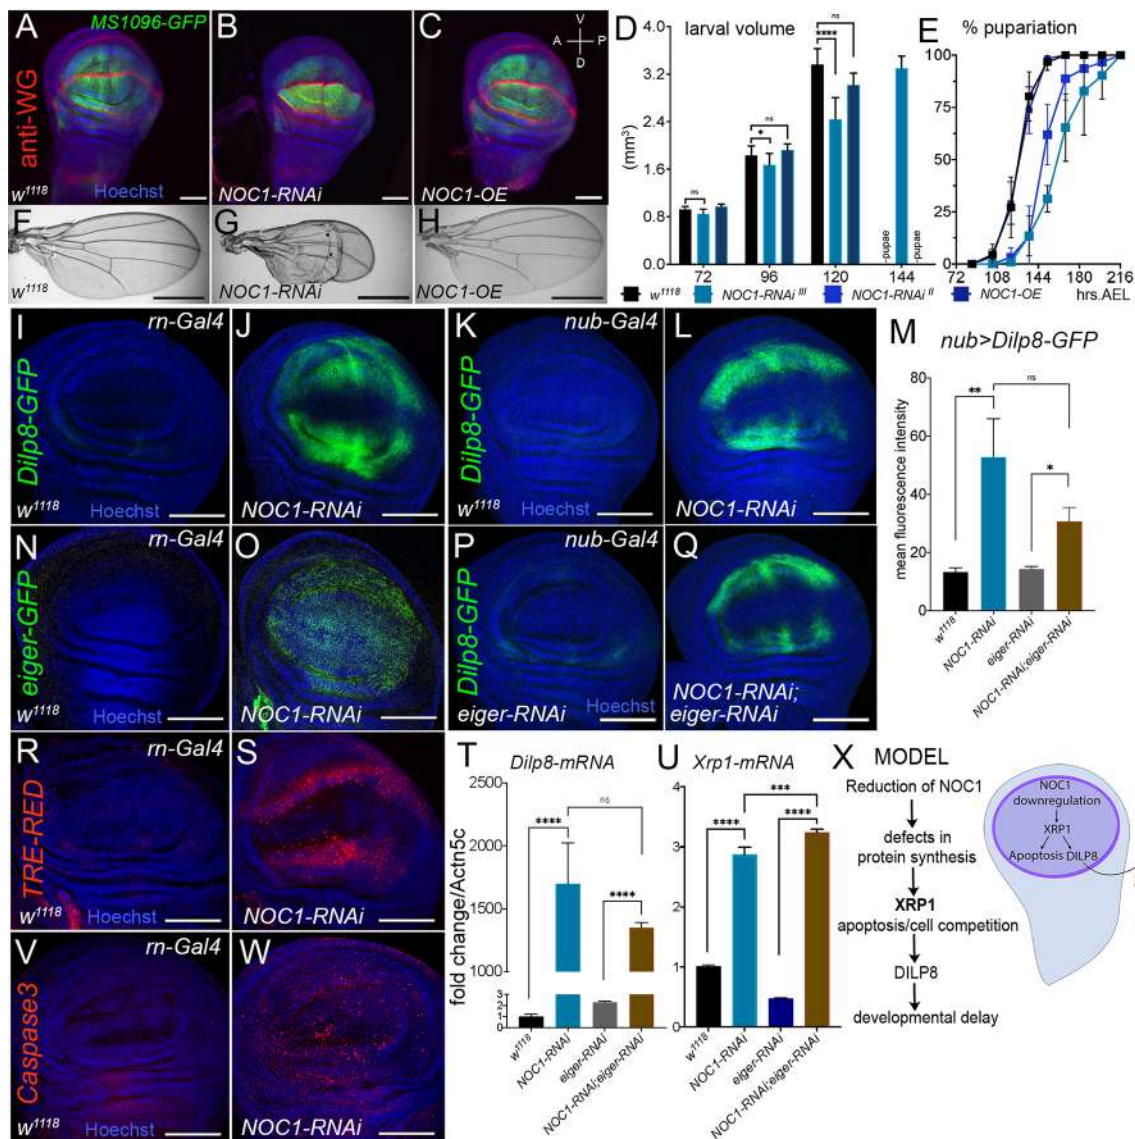 A
MS1096-GFP
anti-WG
w1118
Hoechst
B
NOC1-RNAi
C
V
A P
D
NOC1-OE
D
larval volume
ns
****
ns
*
ns
(mm3)
3.2
2.4
1.6
0.8
0.0
-pupae
-pupae
72
96
120
144
E
% pupariation
100
75
50
25
0
72
108
144
180
216
hrs.AEL
w1118
NOC1-RNAi III
NOC1-RNAi II
NOC1-OE
F
w1118
G
NOC1-RNAi
H
NOC1-OE
I
rn-Gal4
Dilp8-GFP
w1118
Hoechst
J
NOC1-RNAi
K
nub-Gal4
Dilp8-GFP
w1118
Hoechst
L
NOC1-RNAi
M
nub>Dilp8-GFP
mean fluorescence intensity
80
60
40
20
0
**
ns
*
w1118
NOC1-RNAi
eiger-RNAi
NOC1-RNAi;eiger-RNAi
N
rn-Gal4
eiger-GFP
w1118
Hoechst
O
NOC1-RNAi
P
nub-Gal4
Dilp8-GFP
eiger-RNAi
Hoechst
Q
NOC1-RNAi;
eiger-RNAi
R
rn-Gal4
TRE-RED
w1118
Hoechst
S
NOC1-RNAi
T
Dilp8-mRNA
fold change/Actn5c
2500
2000
1500
1000
2
1
0
****
ns
****
w1118
NOC1-RNAi
eiger-RNAi
NOC1-RNAi;eiger-RNAi
U
Xrp1-mRNA
4
3
2
1
0
****
***
****
w1118
NOC1-RNAi
eiger-RNAi
NOC1-RNAi;eiger-RNAi
V
rn-Gal4
Caspase3
w1118
Hoechst
W
NOC1-RNAi
X
MODEL
Reduction of NOC1
defects in
protein synthesis
XRP1
apoptosis/cell competition
DILP8
developmental delay
NOC1
downregulation
XRP1
Apoptosis DILP8